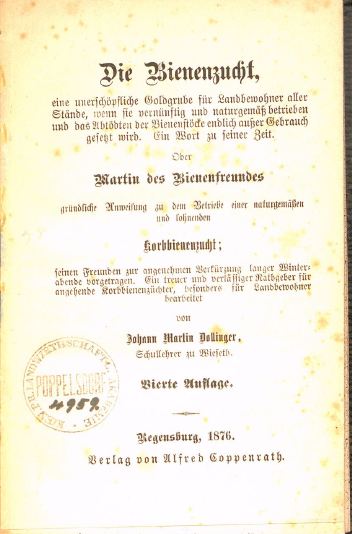 Die Bienenzucht,
eine unerschöpfliche Goldgrube für Landbewohner aller
Stände, wenn sie vernünftig und naturgemäß betrieben
und das Abtödten der Bienenstöcke endlich außer Gebrauch
gesetzt wird. Ein Wort zu seiner Zeit.
Oder
Martin des Bienenfreundes
gründliche Anweisung zu dem Betriebe einer naturgemäßen
und lohnenden
Korbbienenzucht;
seinen Freunden zur angenehmen Verkürzung langer Winter-
abende vorgetragen. Ein treuer und verlässiger Rathgeber für
angehende Korbbienenzüchter, besonders für Landbewohner
bearbeitet
von
Johann Martin Dollinger,
Schullehrer zu Wieseth.
Vierte Auflage.
POPPELSDORF
4959.
Regensburg, 1876.
Verlag von Alfred Coppenrath.